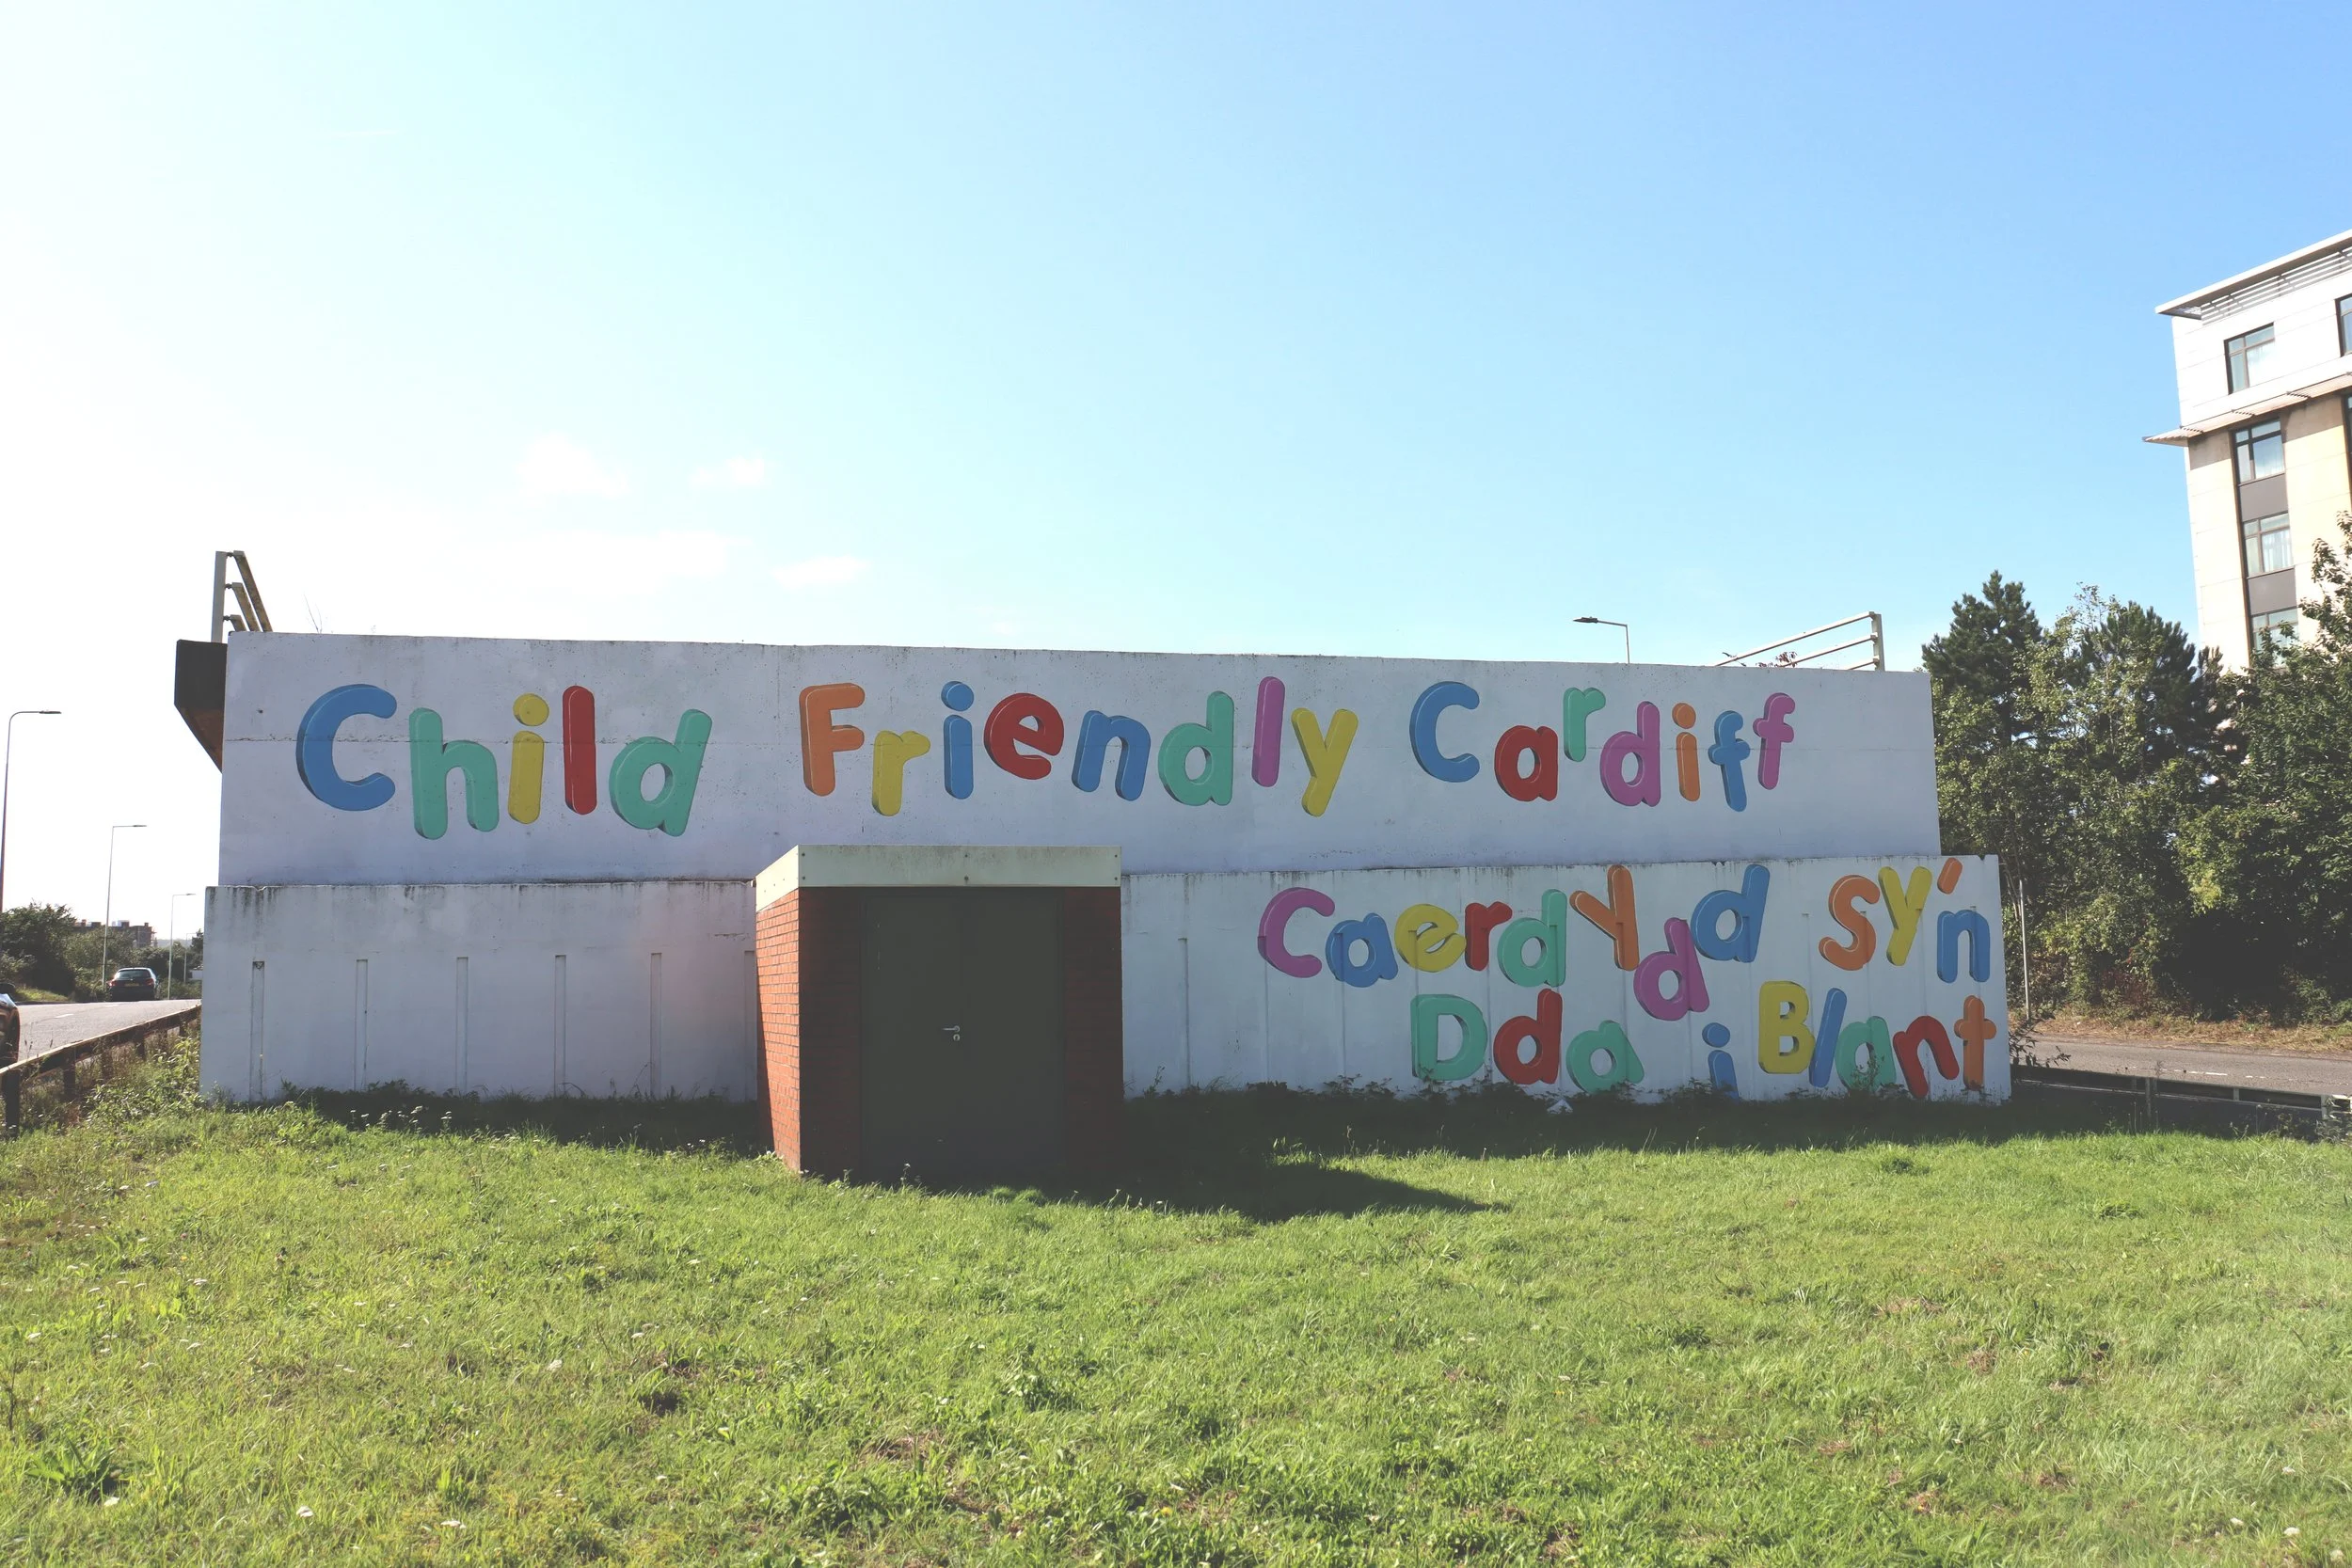 Child Friendly Cardiff
Caerdydd sy'n
Dda i Blant